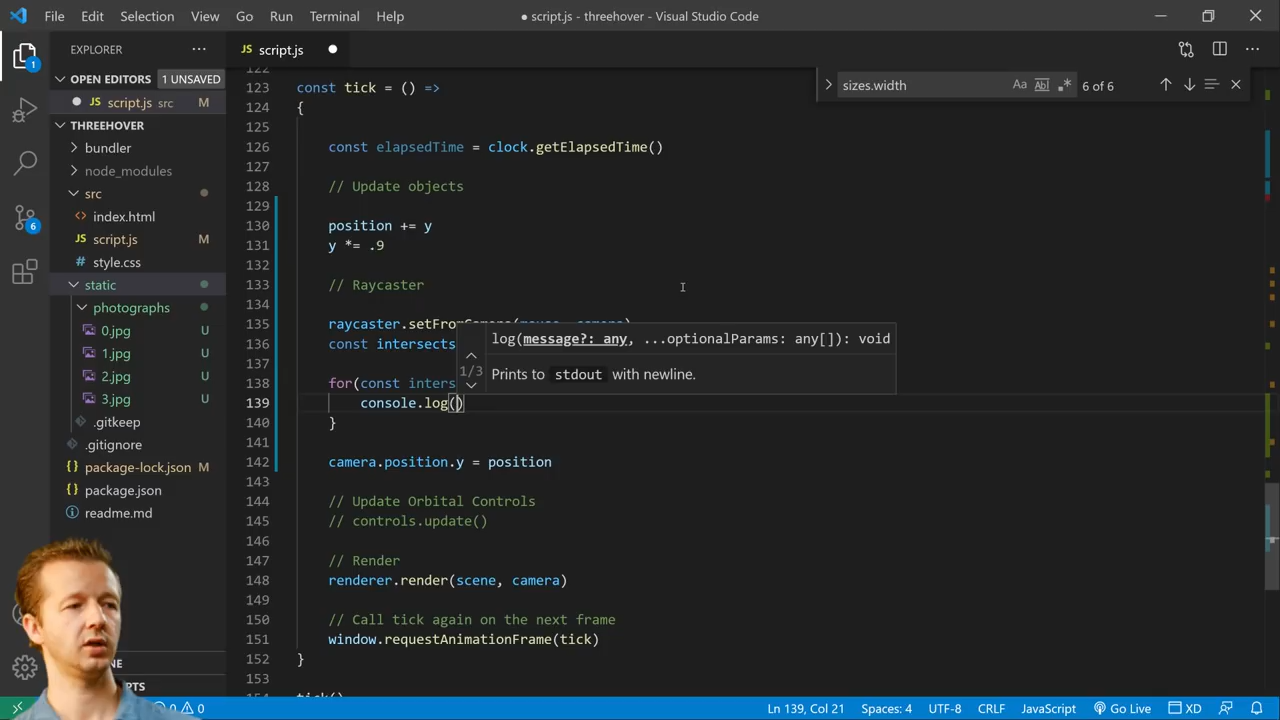 File Edit Selection View Go Run Terminal Help
● script.js - threehover - Visual Studio Code
EXPLORER
JS script.js
OPEN EDITORS 1 UNSAVED
JS script.js src M
THREEHOVER
bundler
node_modules
src
<> index.html
JS script.js M
# style.css
static
photographs
0.jpg U
1.jpg U
2.jpg U
3.jpg U
.gitkeep
.gitignore
package-lock.json M
package.json
readme.md
1
6
sizes.width Aa Abl .* 6 of 6
123 const tick = () =>
124 {
125
126 const elapsedTime = clock.getElapsedTime()
127
128 // Update objects
129
130 position += y
131 y *= .9
132
133 // Raycaster
134
135
136 const intersects
137
138 for(const inters
139 console.log()
140 }
141
142 camera.position.y = position
143
144 // Update Orbital Controls
145 // controls.update()
146
147 // Render
148 renderer.render(scene, camera)
149
150 // Call tick again on the next frame
151 window.requestAnimationFrame(tick)
152 }
153
log(message?: any, ...optionalParams: any[]): void
1/3
Prints to stdout with newline.
0 0
Ln 139, Col 21 Spaces: 4 UTF-8 CRLF JavaScript Go Live XD